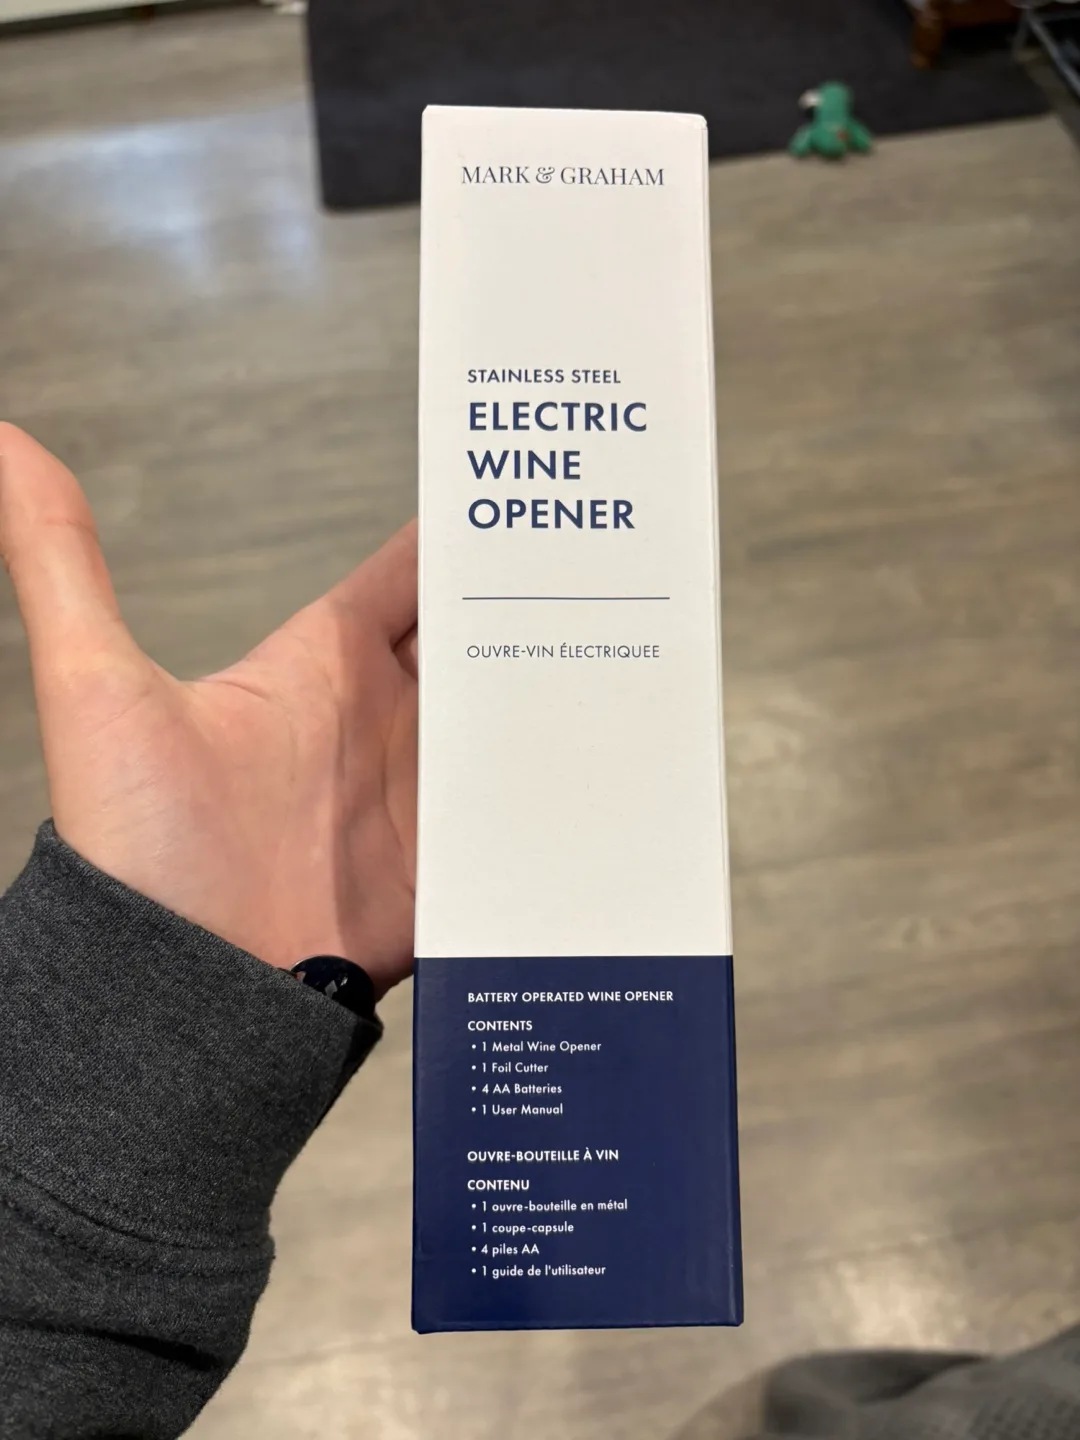 MARK & GRAHAM
STAINLESS STEEL
ELECTRIC
WINE
OPENER
OUVRE-VIN ÉLECTRIQUEE
BATTERY OPERATED WINE OPENER
CONTENTS
• 1 Metal Wine Opener
• 1 Foil Cutter
• 4 AA Batteries
• 1 User Manual
OUVRE-BOUTEILLE À VIN
CONTENU
• 1 ouvre-bouteille en métal
• 1 coupe-capsule
• 4 piles AA
• 1 guide de l'utilisateur